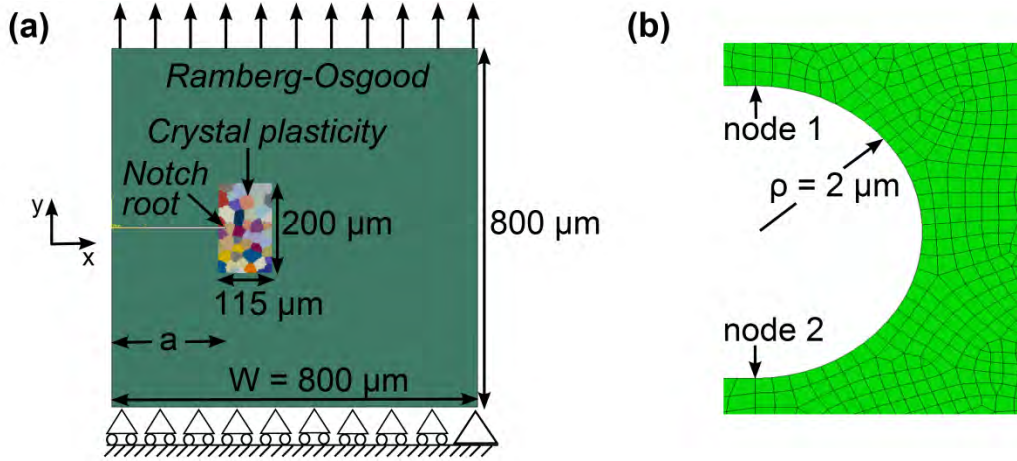 (a)
Ramberg-Osgood
Crystal plasticity
Notch
root
y
x
200 μm
800 μm
115 μm
a
W = 800 μm
(b)
node 1
ρ = 2 μm
node 2